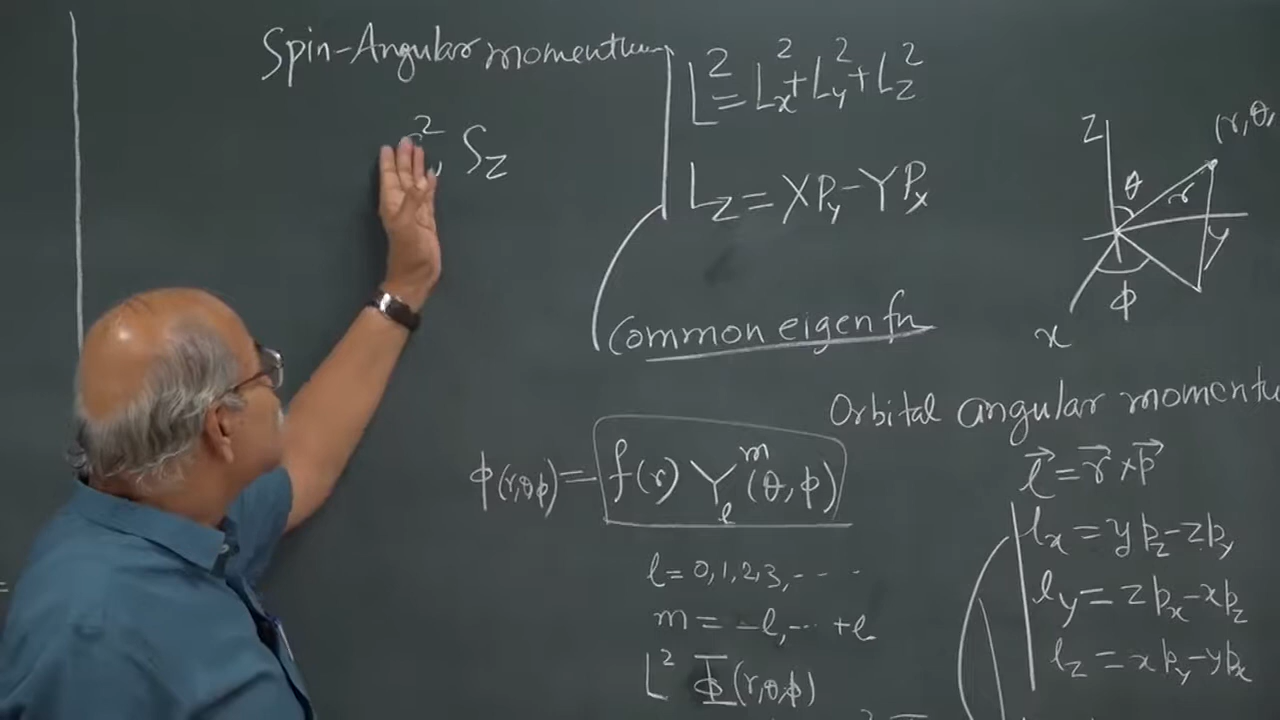 Spin-Angular momentum
² S_z
L² = L_x² + L_y² + L_z²
L_z = XP_y - YP_x
Common eigen fn
z
(r, θ,
θ
r
y
φ
x
ϕ(r,θ,φ) = f(r) Y_l^m (θ, φ)
l = 0, 1, 2, 3, - - - -
m = -l, -·· +l
L² Φ(r,θ,φ)
Orbital angular momentu
l⃗ = r⃗ × p⃗
l_x = y p_z - z p_y
l_y = z p_x - x p_z
l_z = x p_y - y p_x